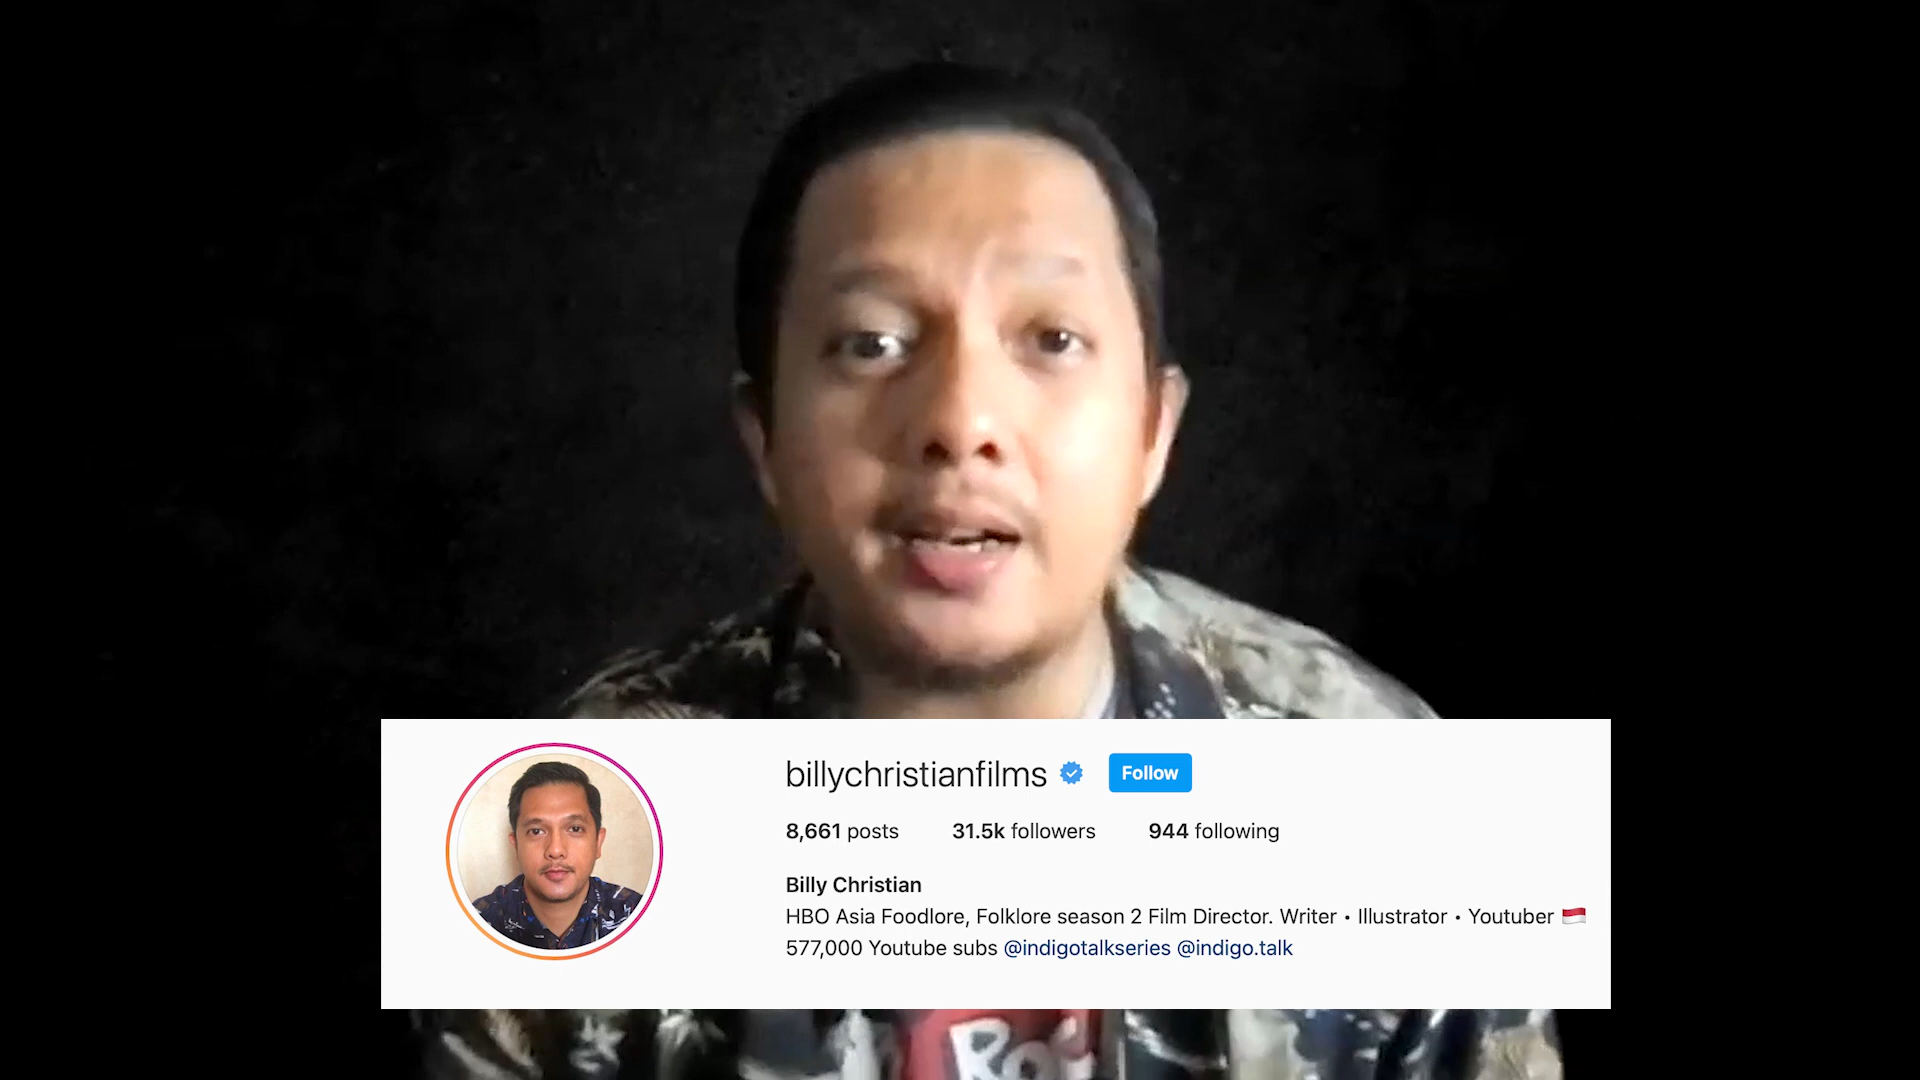 billychristianfilms
Follow
8,661 posts 31.5k followers 944 following
Billy Christian
HBO Asia Foodlore, Folklore season 2 Film Director. Writer • Illustrator • Youtuber 🇮🇩
577,000 Youtube subs @indigotalkseries @indigo.talk